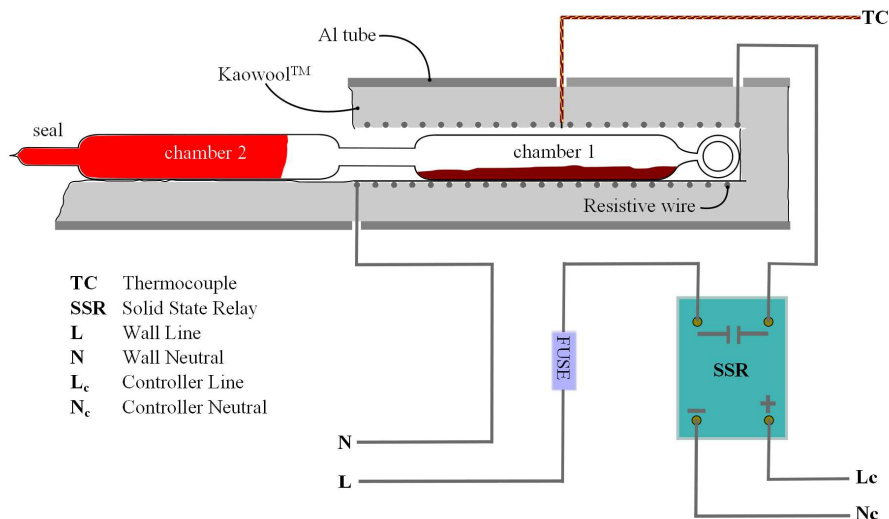 TC
Al tube
Kaowool™
seal
chamber 2
chamber 1
Resistive wire
TC Thermocouple
SSR Solid State Relay
L Wall Line
N Wall Neutral
Lc Controller Line
Nc Controller Neutral
FUSE
SSR
N
L
Lc
Nc